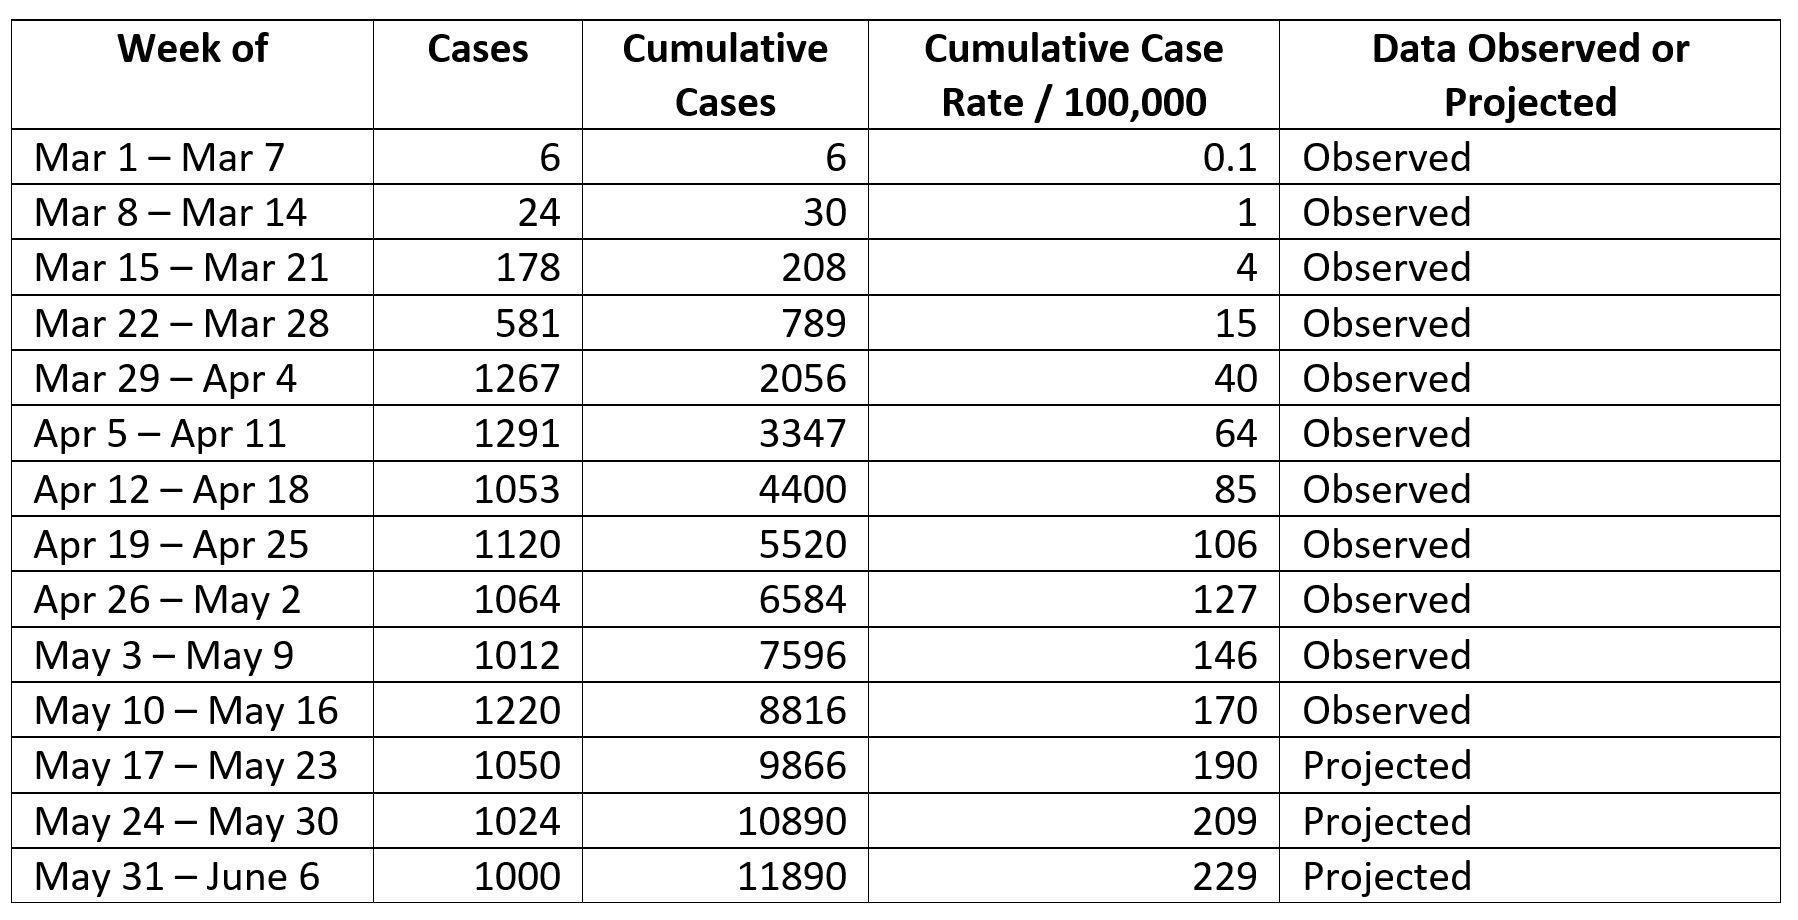 Week of Cases Cumulative Cases Cumulative Case Rate / 100,000 Data Observed or Projected
Mar 1 – Mar 7 6 6 0.1 Observed
Mar 8 – Mar 14 24 30 1 Observed
Mar 15 – Mar 21 178 208 4 Observed
Mar 22 – Mar 28 581 789 15 Observed
Mar 29 – Apr 4 1267 2056 40 Observed
Apr 5 – Apr 11 1291 3347 64 Observed
Apr 12 – Apr 18 1053 4400 85 Observed
Apr 19 – Apr 25 1120 5520 106 Observed
Apr 26 – May 2 1064 6584 127 Observed
May 3 – May 9 1012 7596 146 Observed
May 10 – May 16 1220 8816 170 Observed
May 17 – May 23 1050 9866 190 Projected
May 24 – May 30 1024 10890 209 Projected
May 31 – June 6 1000 11890 229 Projected